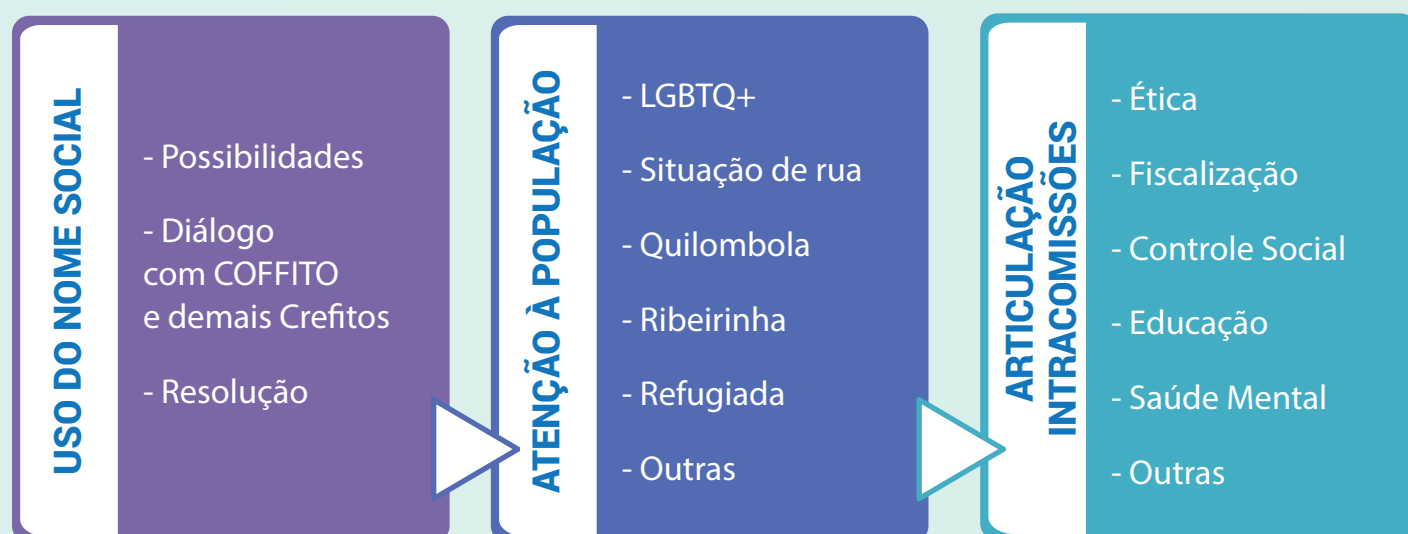 USO DO NOME SOCIAL
- Possibilidades
- Diálogo
com COFFITO
e demais Crefitos
- Resolução
ATENÇÃO À POPULAÇÃO
- LGBTQ+
- Situação de rua
- Quilombola
- Ribeirinha
- Refugiada
- Outras
ARTICULAÇÃO
INTRACOMISSÕES
- Ética
- Fiscalização
- Controle Social
- Educação
- Saúde Mental
- Outras